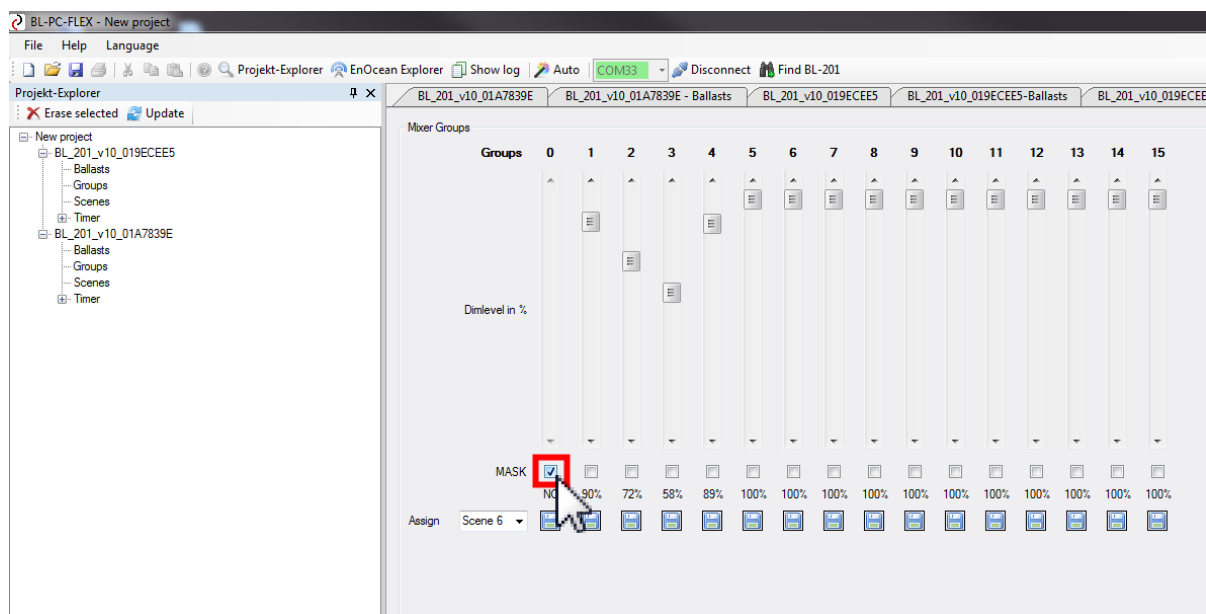 BL-PC-FLEX - New project
File Help Language
Projekt-Explorer EnOcean Explorer Show log Auto COM33 Disconnect Find BL-201
Projekt-Explorer
Erase selected Update
New project
BL_201_v10_019ECEE5
Ballasts
Groups
Scenes
Timer
BL_201_v10_01A7839E
Ballasts
Groups
Scenes
Timer
BL_201_v10_01A7839E BL_201_v10_01A7839E - Ballasts BL_201_v10_019ECEE5 BL_201_v10_019ECEE5-Ballasts BL_201_v10_019ECEE
Mixer Groups
Groups 0 1 2 3 4 5 6 7 8 9 10 11 12 13 14 15
Dimlevel in %
MASK
90% 72% 58% 89% 100% 100% 100% 100% 100% 100% 100% 100% 100% 100% 100%
Assign Scene 6